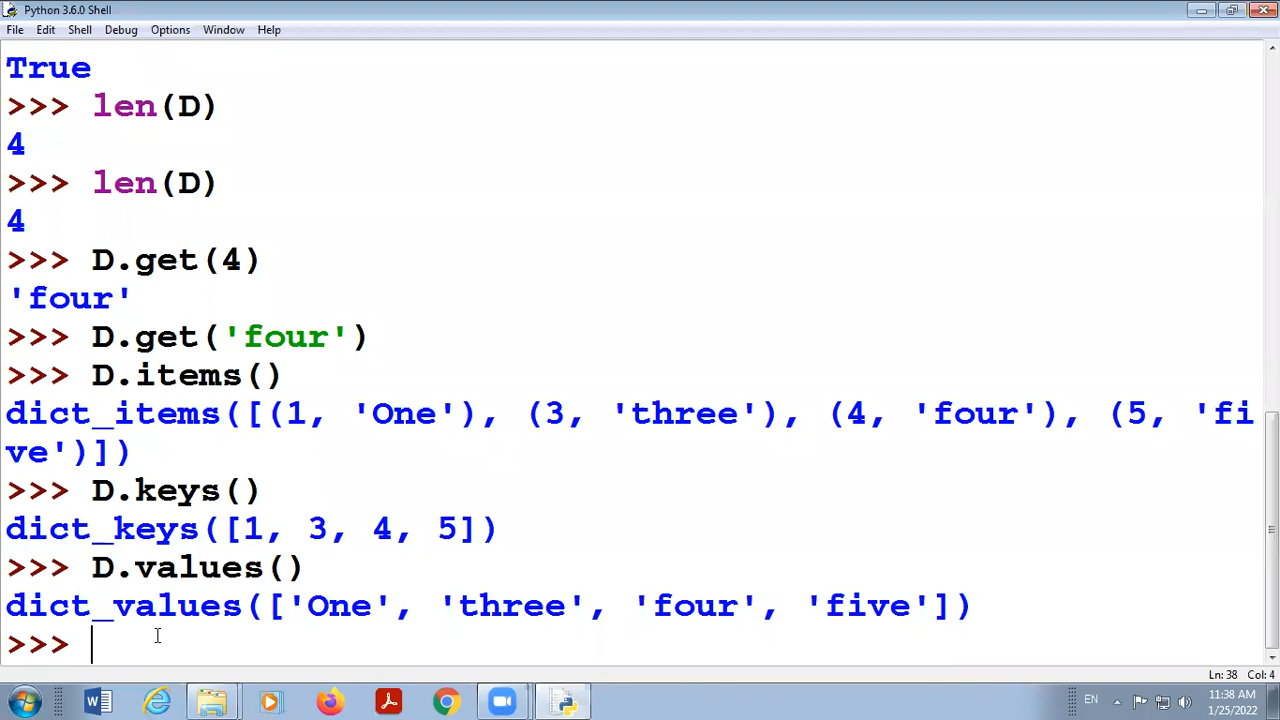 Python 3.6.0 Shell
File Edit Shell Debug Options Window Help
True
>>> len(D)
4
>>> len(D)
4
>>> D.get(4)
'four'
>>> D.get('four')
>>> D.items()
dict_items([(1, 'One'), (3, 'three'), (4, 'four'), (5, 'fi
ve')])
>>> D.keys()
dict_keys([1, 3, 4, 5])
>>> D.values()
dict_values(['One', 'three', 'four', 'five'])
>>>
Ln: 38 Col: 4
EN 11:38 AM
1/25/2022